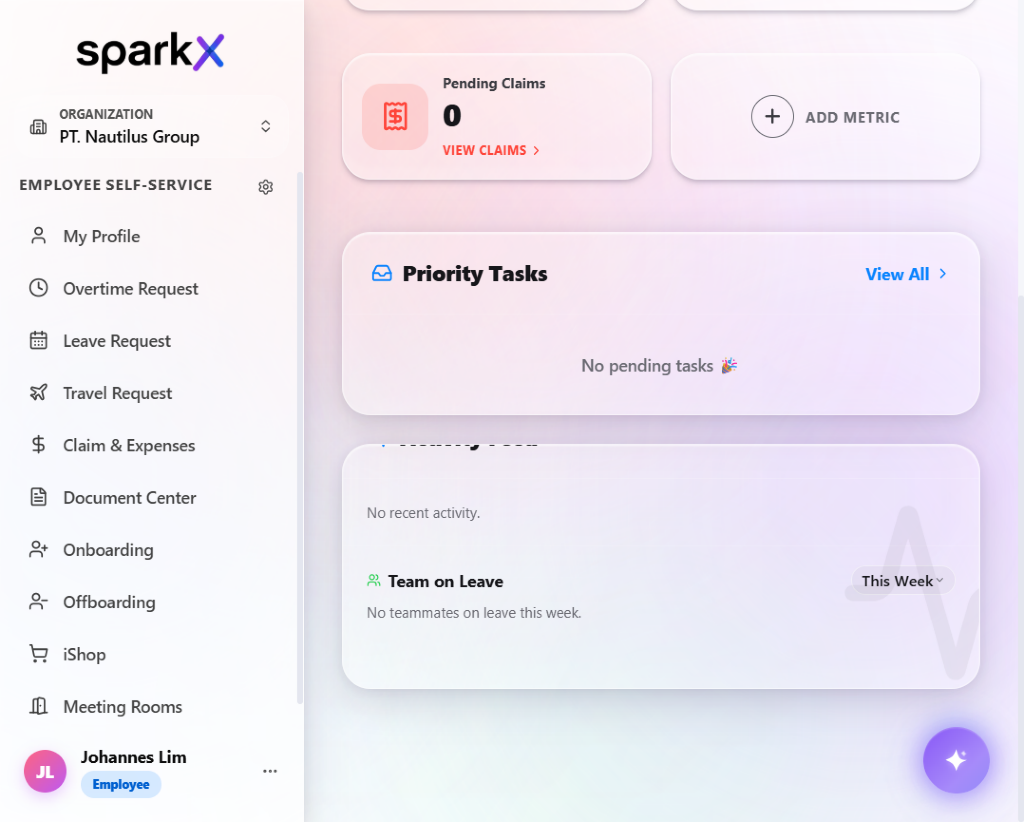 sparkX
ORGANIZATION
PT. Nautilus Group
EMPLOYEE SELF-SERVICE
My Profile
Overtime Request
Leave Request
Travel Request
Claim & Expenses
Document Center
Onboarding
Offboarding
iShop
Meeting Rooms
JL
Johannes Lim
Employee
Pending Claims
0
VIEW CLAIMS
ADD METRIC
Priority Tasks
View All
No pending tasks 🎉
No recent activity.
Team on Leave
This Week
No teammates on leave this week.